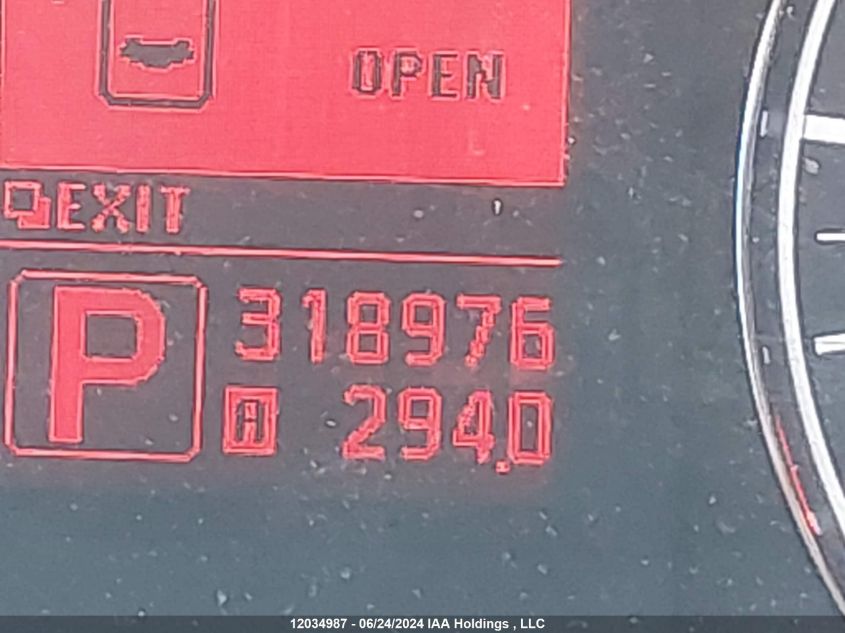 OPEN
EXIT
P
318976
A 294.0
12034987 - 06/24/2024 IAA Holdings , LLC